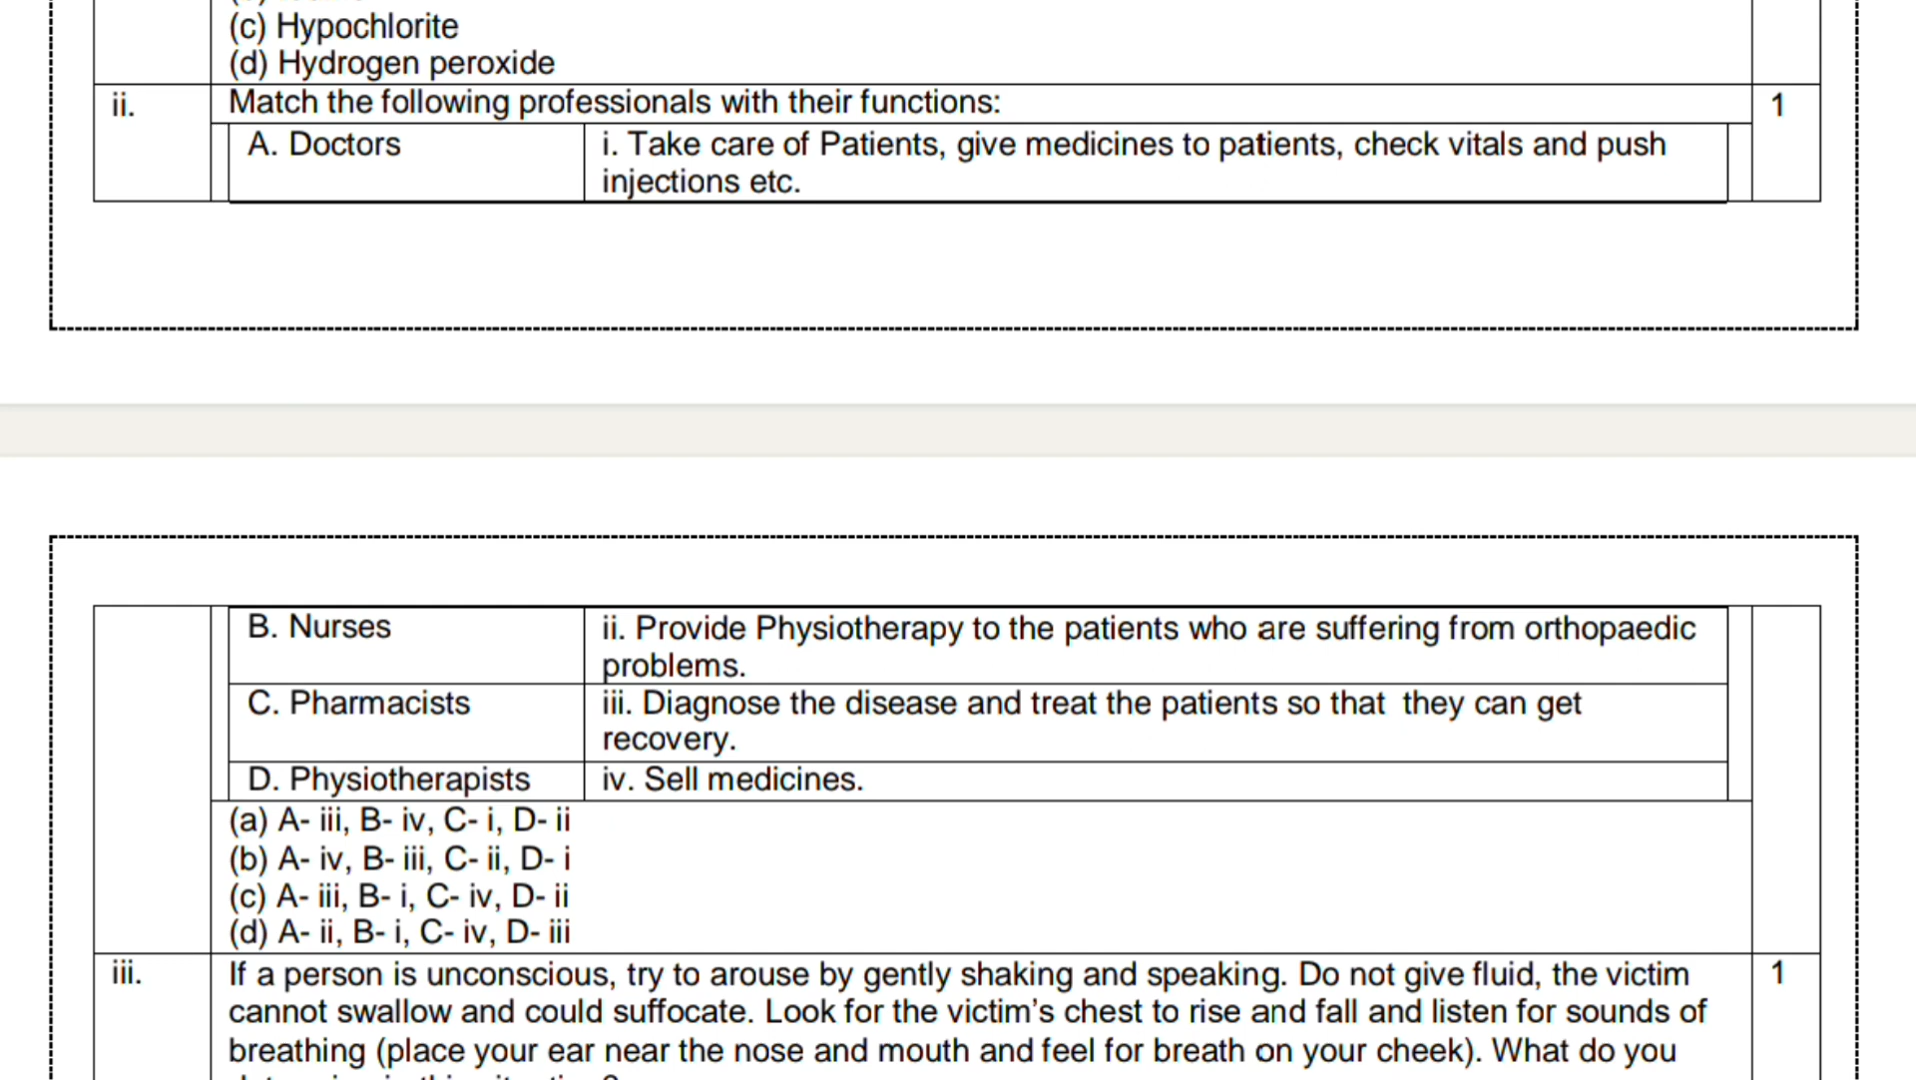 (c) Hypochlorite
(d) Hydrogen peroxide
ii.
Match the following professionals with their functions:
1
A. Doctors
i. Take care of Patients, give medicines to patients, check vitals and push
injections etc.
B. Nurses
ii. Provide Physiotherapy to the patients who are suffering from orthopaedic
problems.
C. Pharmacists
iii. Diagnose the disease and treat the patients so that they can get
recovery.
D. Physiotherapists
iv. Sell medicines.
(a) A- iii, B- iv, C- i, D- ii
(b) A- iv, B- iii, C- ii, D- i
(c) A- iii, B- i, C- iv, D- ii
(d) A- ii, B- i, C- iv, D- iii
iii.
If a person is unconscious, try to arouse by gently shaking and speaking. Do not give fluid, the victim
1
cannot swallow and could suffocate. Look for the victim’s chest to rise and fall and listen for sounds of
breathing (place your ear near the nose and mouth and feel for breath on your cheek). What do you